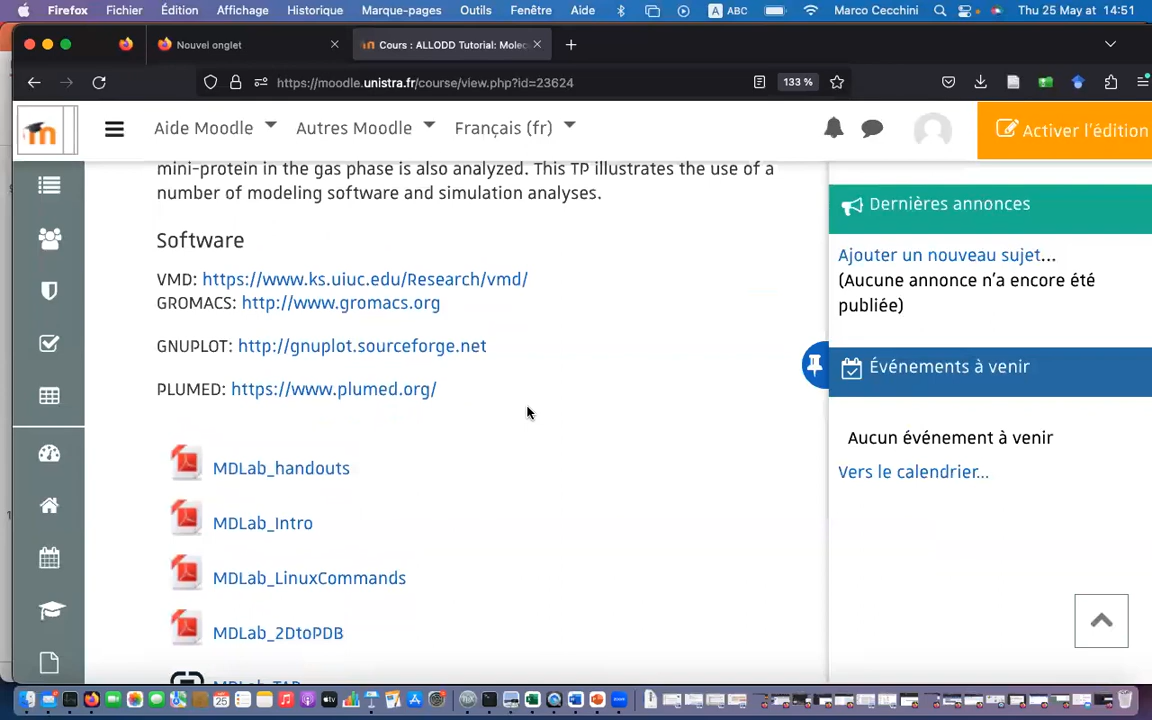 Firefox Fichier Édition Affichage Historique Marque-pages Outils Fenêtre Aide ABC Marco Cecchini Thu 25 May at 14:51
Nouvel onglet
Cours : ALLODD Tutorial: Molec
https://moodle.unistra.fr/course/view.php?id=23624
133 %
Aide Moodle Autres Moodle Français (fr)
Activer l'édition
mini-protein in the gas phase is also analyzed. This TP illustrates the use of a
number of modeling software and simulation analyses.
Software
VMD: https://www.ks.uiuc.edu/Research/vmd/
GROMACS: http://www.gromacs.org
GNUPLOT: http://gnuplot.sourceforge.net
PLUMED: https://www.plumed.org/
MDLab_handouts
MDLab_Intro
MDLab_LinuxCommands
MDLab_2DtoPDB
Dernières annonces
Ajouter un nouveau sujet...
(Aucune annonce n'a encore été
publiée)
Événements à venir
Aucun événement à venir
Vers le calendrier...